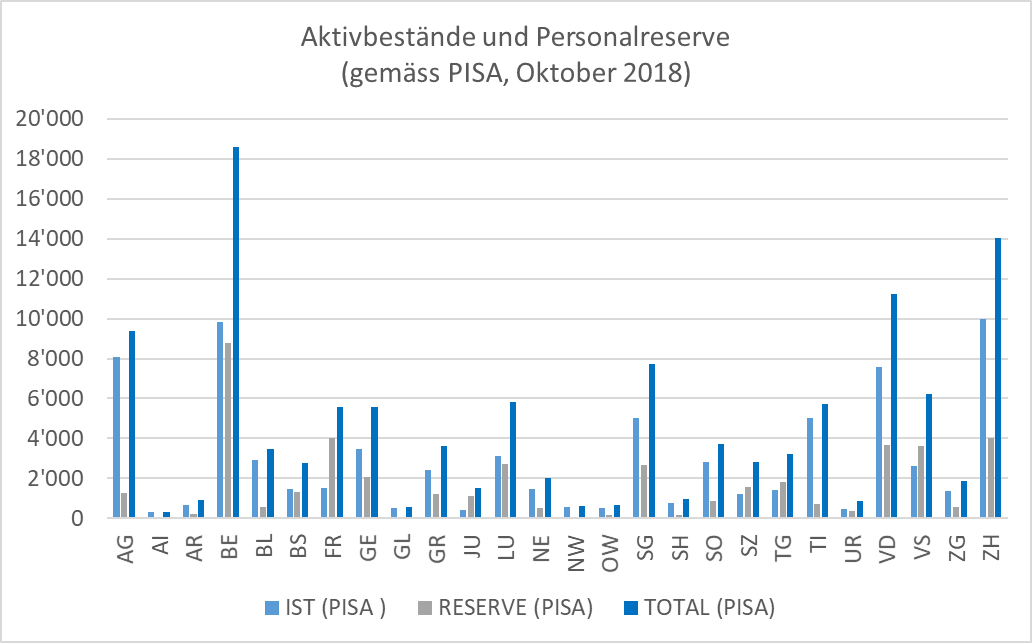 Aktivbestände und Personalreserve
(gemäss PISA, Oktober 2018)
20'000
18'000
16'000
14'000
12'000
10'000
8'000
6'000
4'000
2'000
0
AG AI AR BE BL BS FR GE GL GR JU LU NE NW OW SG SH SO SZ TG TI UR VD VS ZG ZH
IST (PISA ) RESERVE (PISA) TOTAL (PISA)